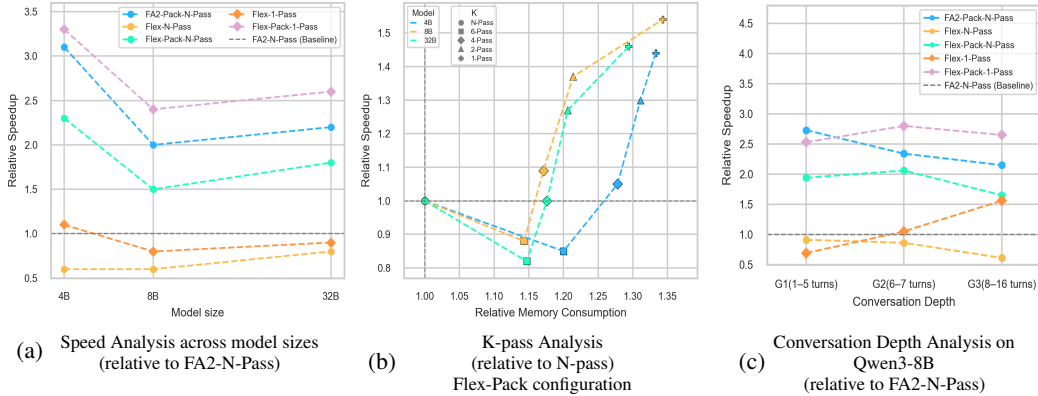 FA2-Pack-N-Pass
Flex-N-Pass
Flex-Pack-N-Pass
Flex-1-Pass
Flex-Pack-1-Pass
FA2-N-Pass (Baseline)
3.5
3.0
2.5
2.0
1.5
1.0
0.5
Relative Speedup
4B
8B
32B
Model size
(a)
Speed Analysis across model sizes
(relative to FA2-N-Pass)
Model
4B
8B
32B
K
N-Pass
6-Pass
4-Pass
2-Pass
1-Pass
1.5
1.4
1.3
1.2
1.1
1.0
0.9
0.8
Relative Speedup
1.00
1.05
1.10
1.15
1.20
1.25
1.30
1.35
Relative Memory Consumption
(b)
K-pass Analysis
(relative to N-pass)
Flex-Pack configuration
FA2-Pack-N-Pass
Flex-N-Pass
Flex-Pack-N-Pass
Flex-1-Pass
Flex-Pack-1-Pass
FA2-N-Pass (Baseline)
4.5
4.0
3.5
3.0
2.5
2.0
1.5
1.0
0.5
Relative Speedup
G1(1–5 turns)
G2(6–7 turns)
G3(8–16 turns)
Conversation Depth
(c)
Conversation Depth Analysis on
Qwen3-8B
(relative to FA2-N-Pass)